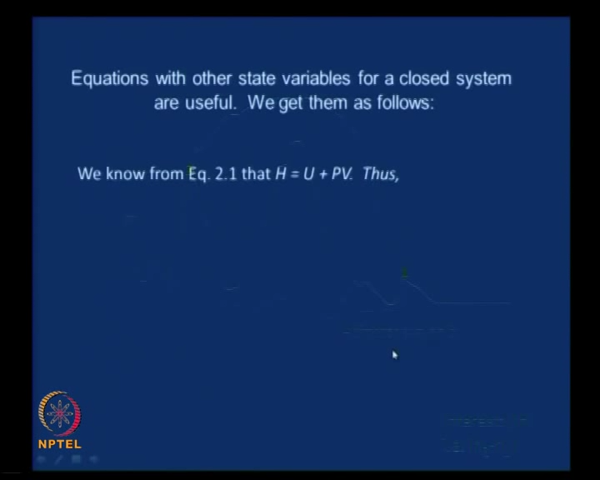 Equations with other state variables for a closed system
are useful. We get them as follows:
We know from Eq. 2.1 that H = U + PV. Thus,
NPTEL